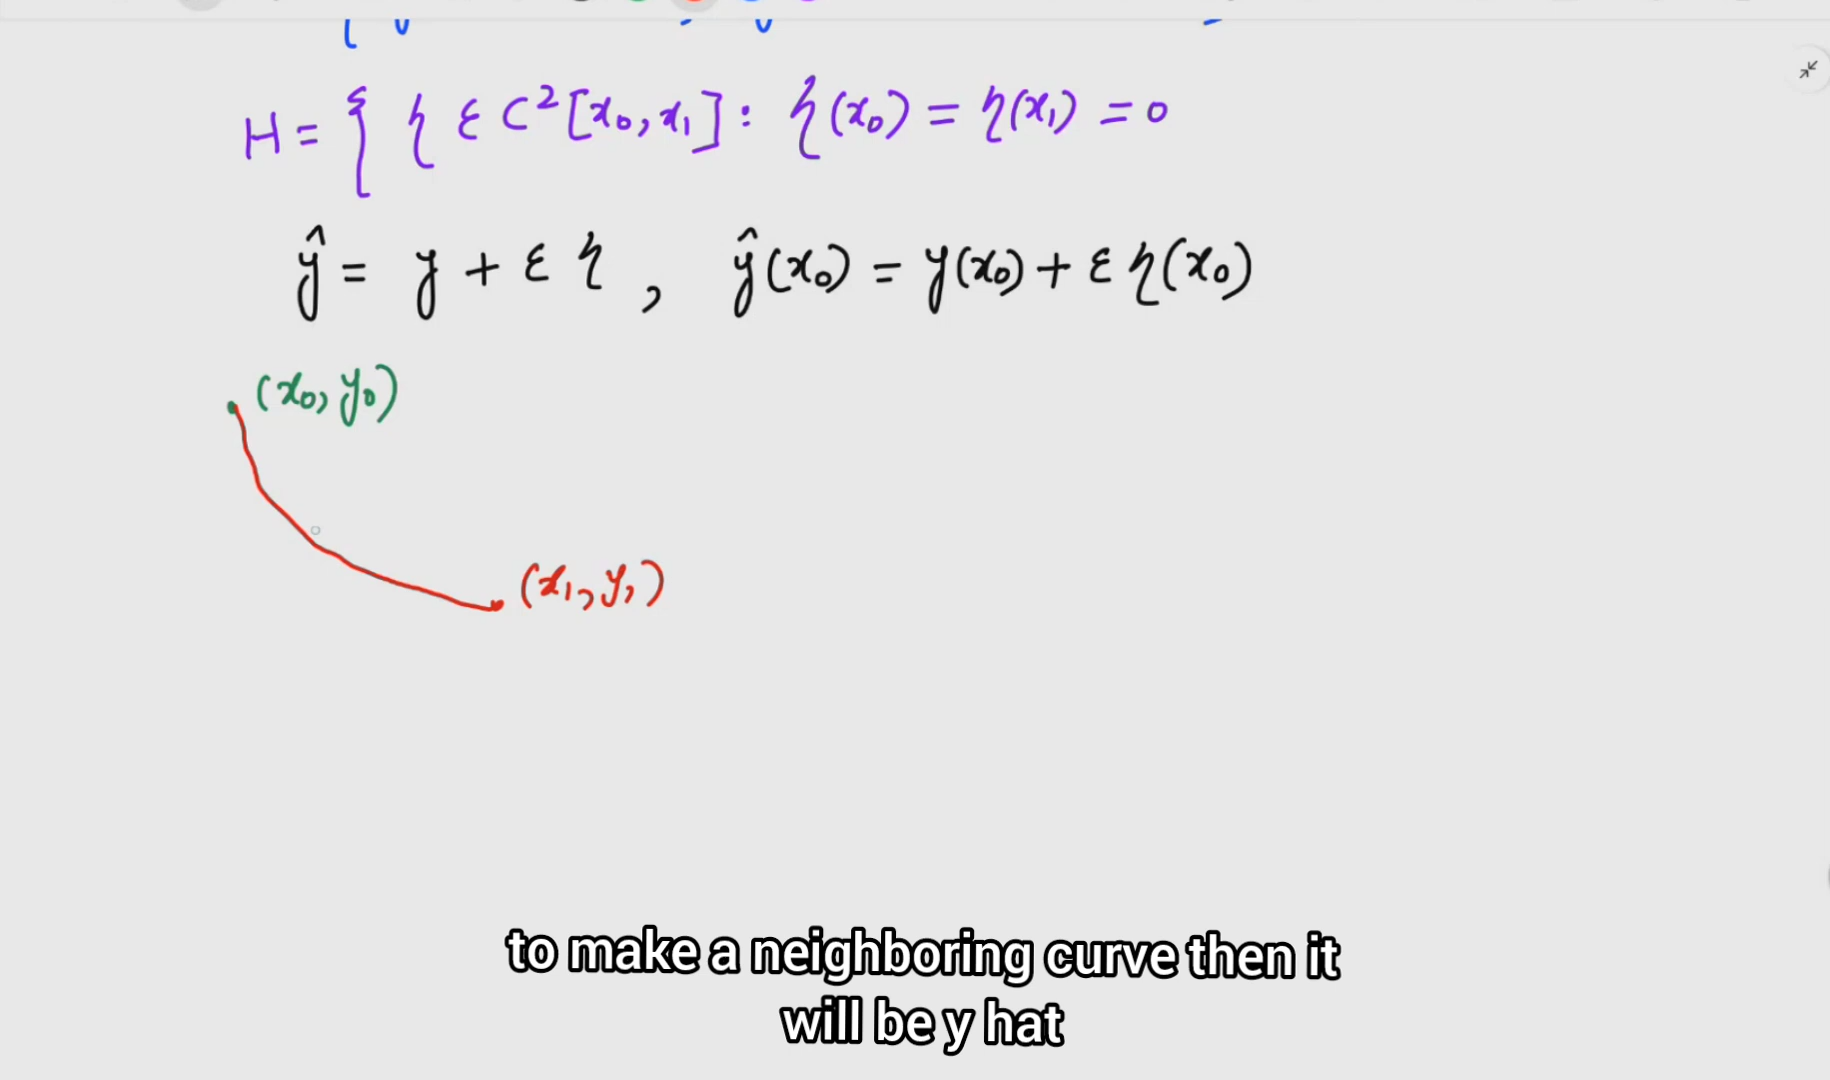 H = { η ε C²[x₀, x₁] : η(x₀) = η(x₁) = 0
ŷ = y + ε η , ŷ(x₀) = y(x₀) + ε η(x₀)
(x₀, y₀)
(x₁, y₁)
to make a neighboring curve then it
will be y hat